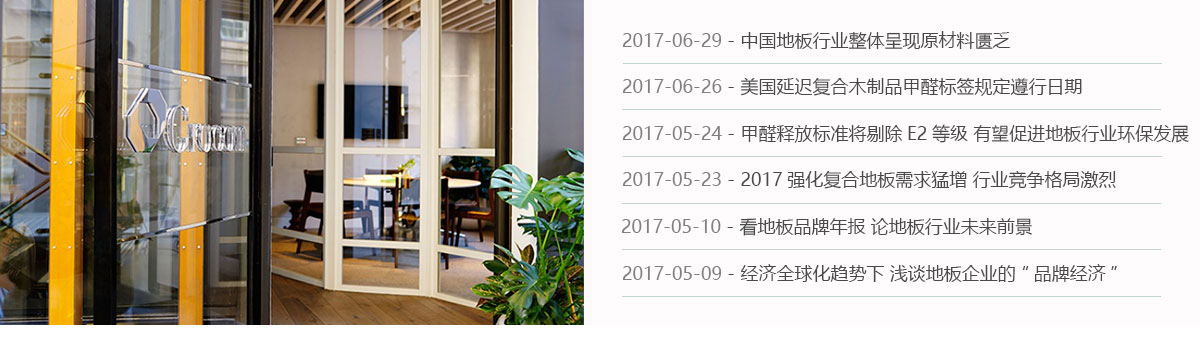 2017-06-29 - 中国地板行业整体呈现原材料匮乏
2017-06-26 - 美国延迟复合木制品甲醛标签规定遵行日期
2017-05-24 - 甲醛释放标准将剔除 E2 等级 有望促进地板行业环保发展
2017-05-23 - 2017 强化复合地板需求猛增 行业竞争格局激烈
2017-05-10 - 看地板品牌年报 论地板行业未来前景
2017-05-09 - 经济全球化趋势下 浅谈地板企业的 “ 品牌经济 ”